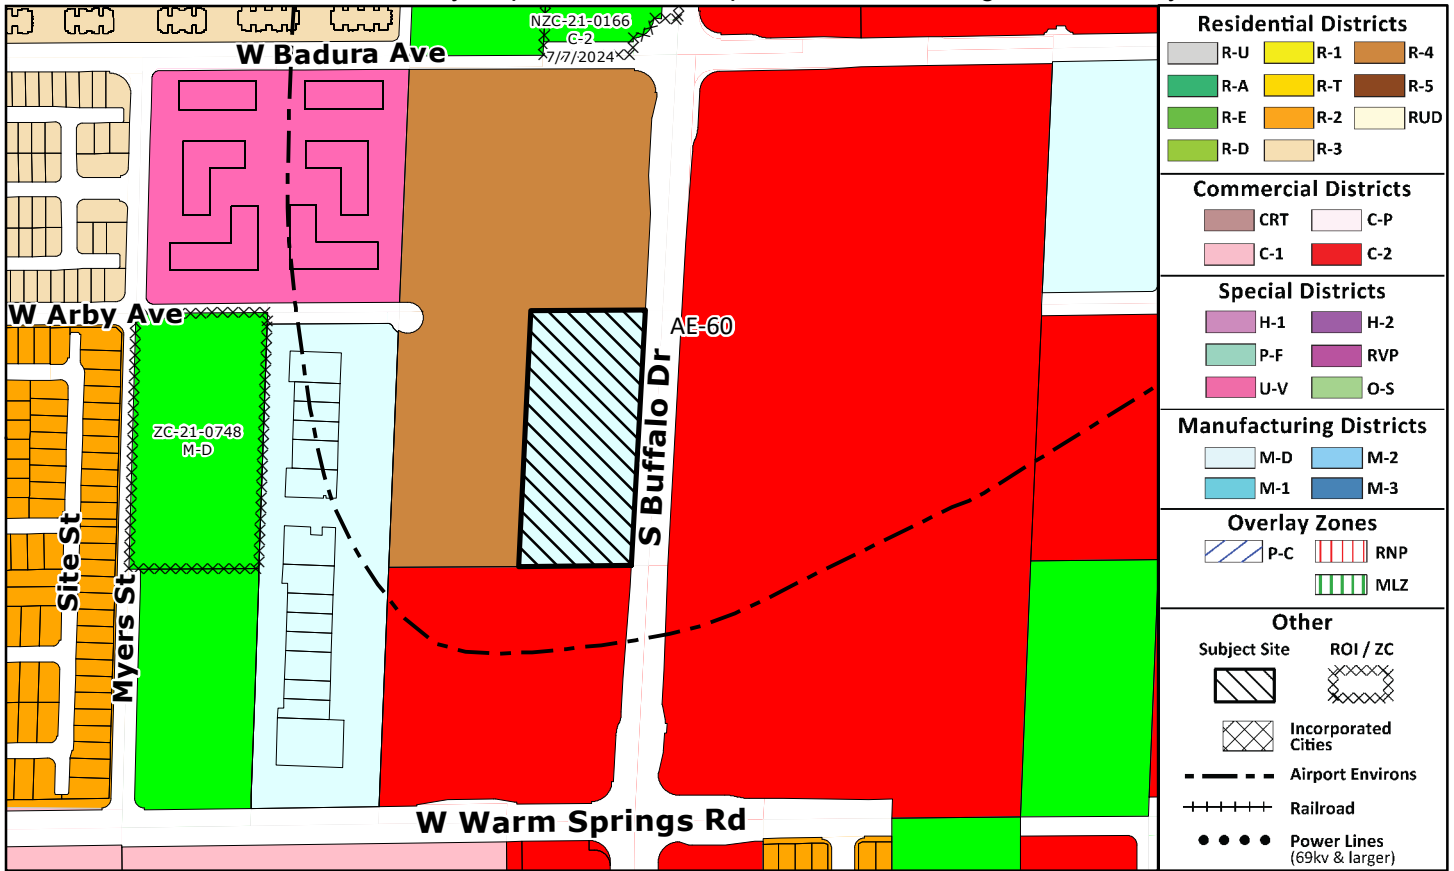 NZC-21-0166
C-2
7/7/2024
W Badura Ave
W Arby Ave
AE-60
S Buffalo Dr
ZC-21-0748
M-D
Site St
Myers St
W Warm Springs Rd
Residential Districts
R-U R-1 R-4
R-A R-T R-5
R-E R-2 RUD
R-D R-3
Commercial Districts
CRT C-P
C-1 C-2
Special Districts
H-1 H-2
P-F RVP
U-V O-S
Manufacturing Districts
M-D M-2
M-1 M-3
Overlay Zones
P-C RNP
MLZ
Other
Subject Site ROI / ZC
Incorporated
Cities
Airport Environs
Railroad
Power Lines
(69kv & larger)